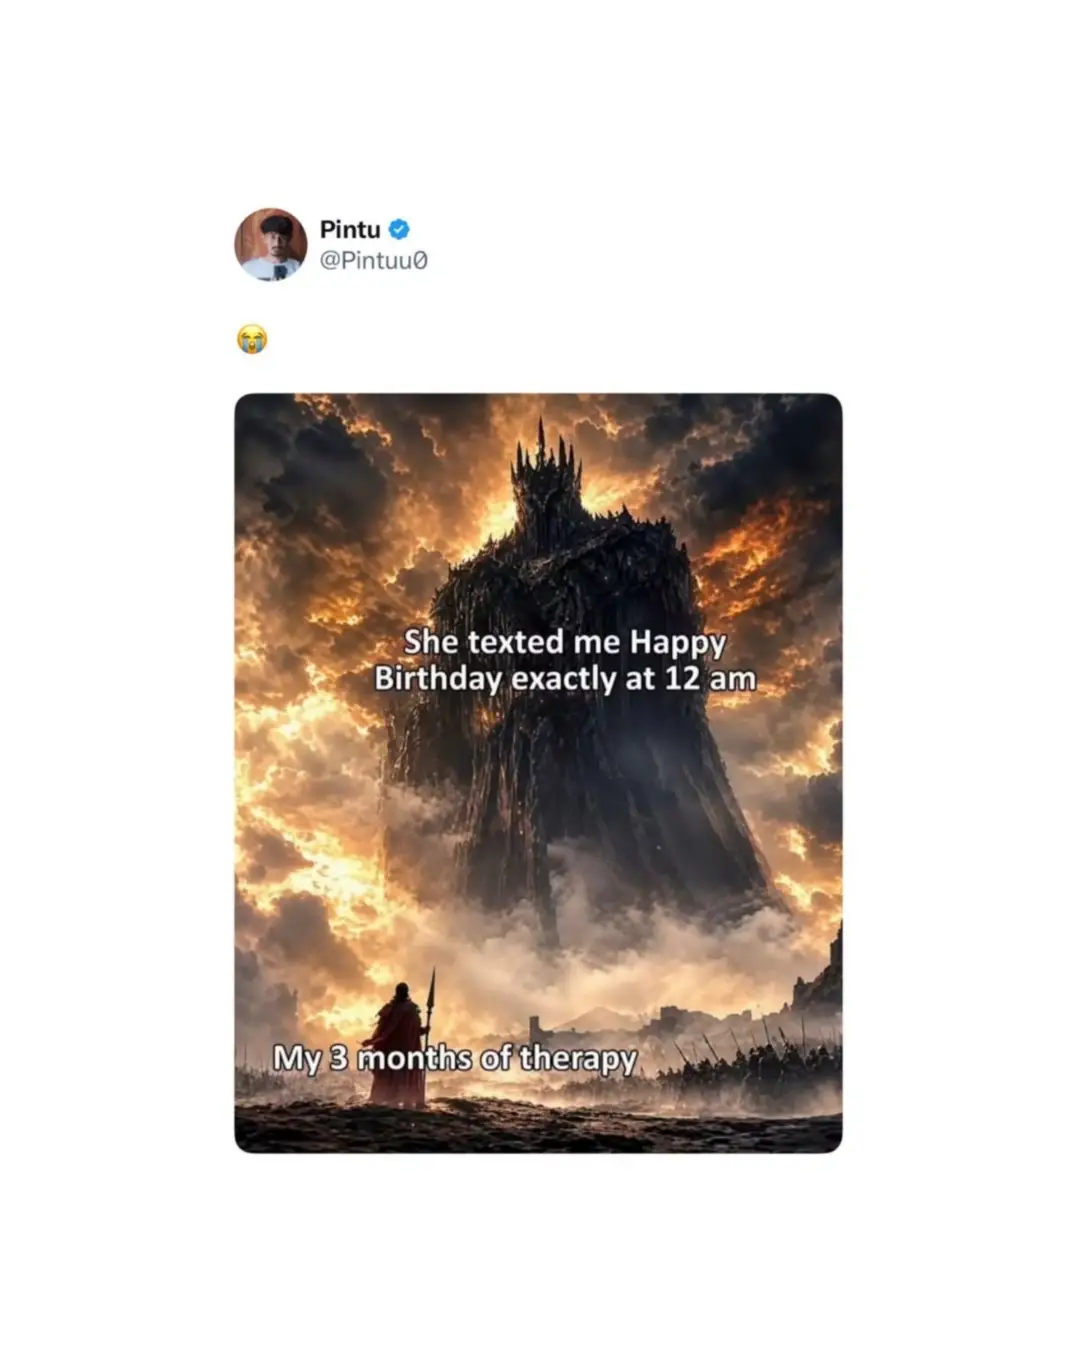 Pintu
@Pintuu0
😭
She texted me Happy
Birthday exactly at 12 am
My 3 months of therapy